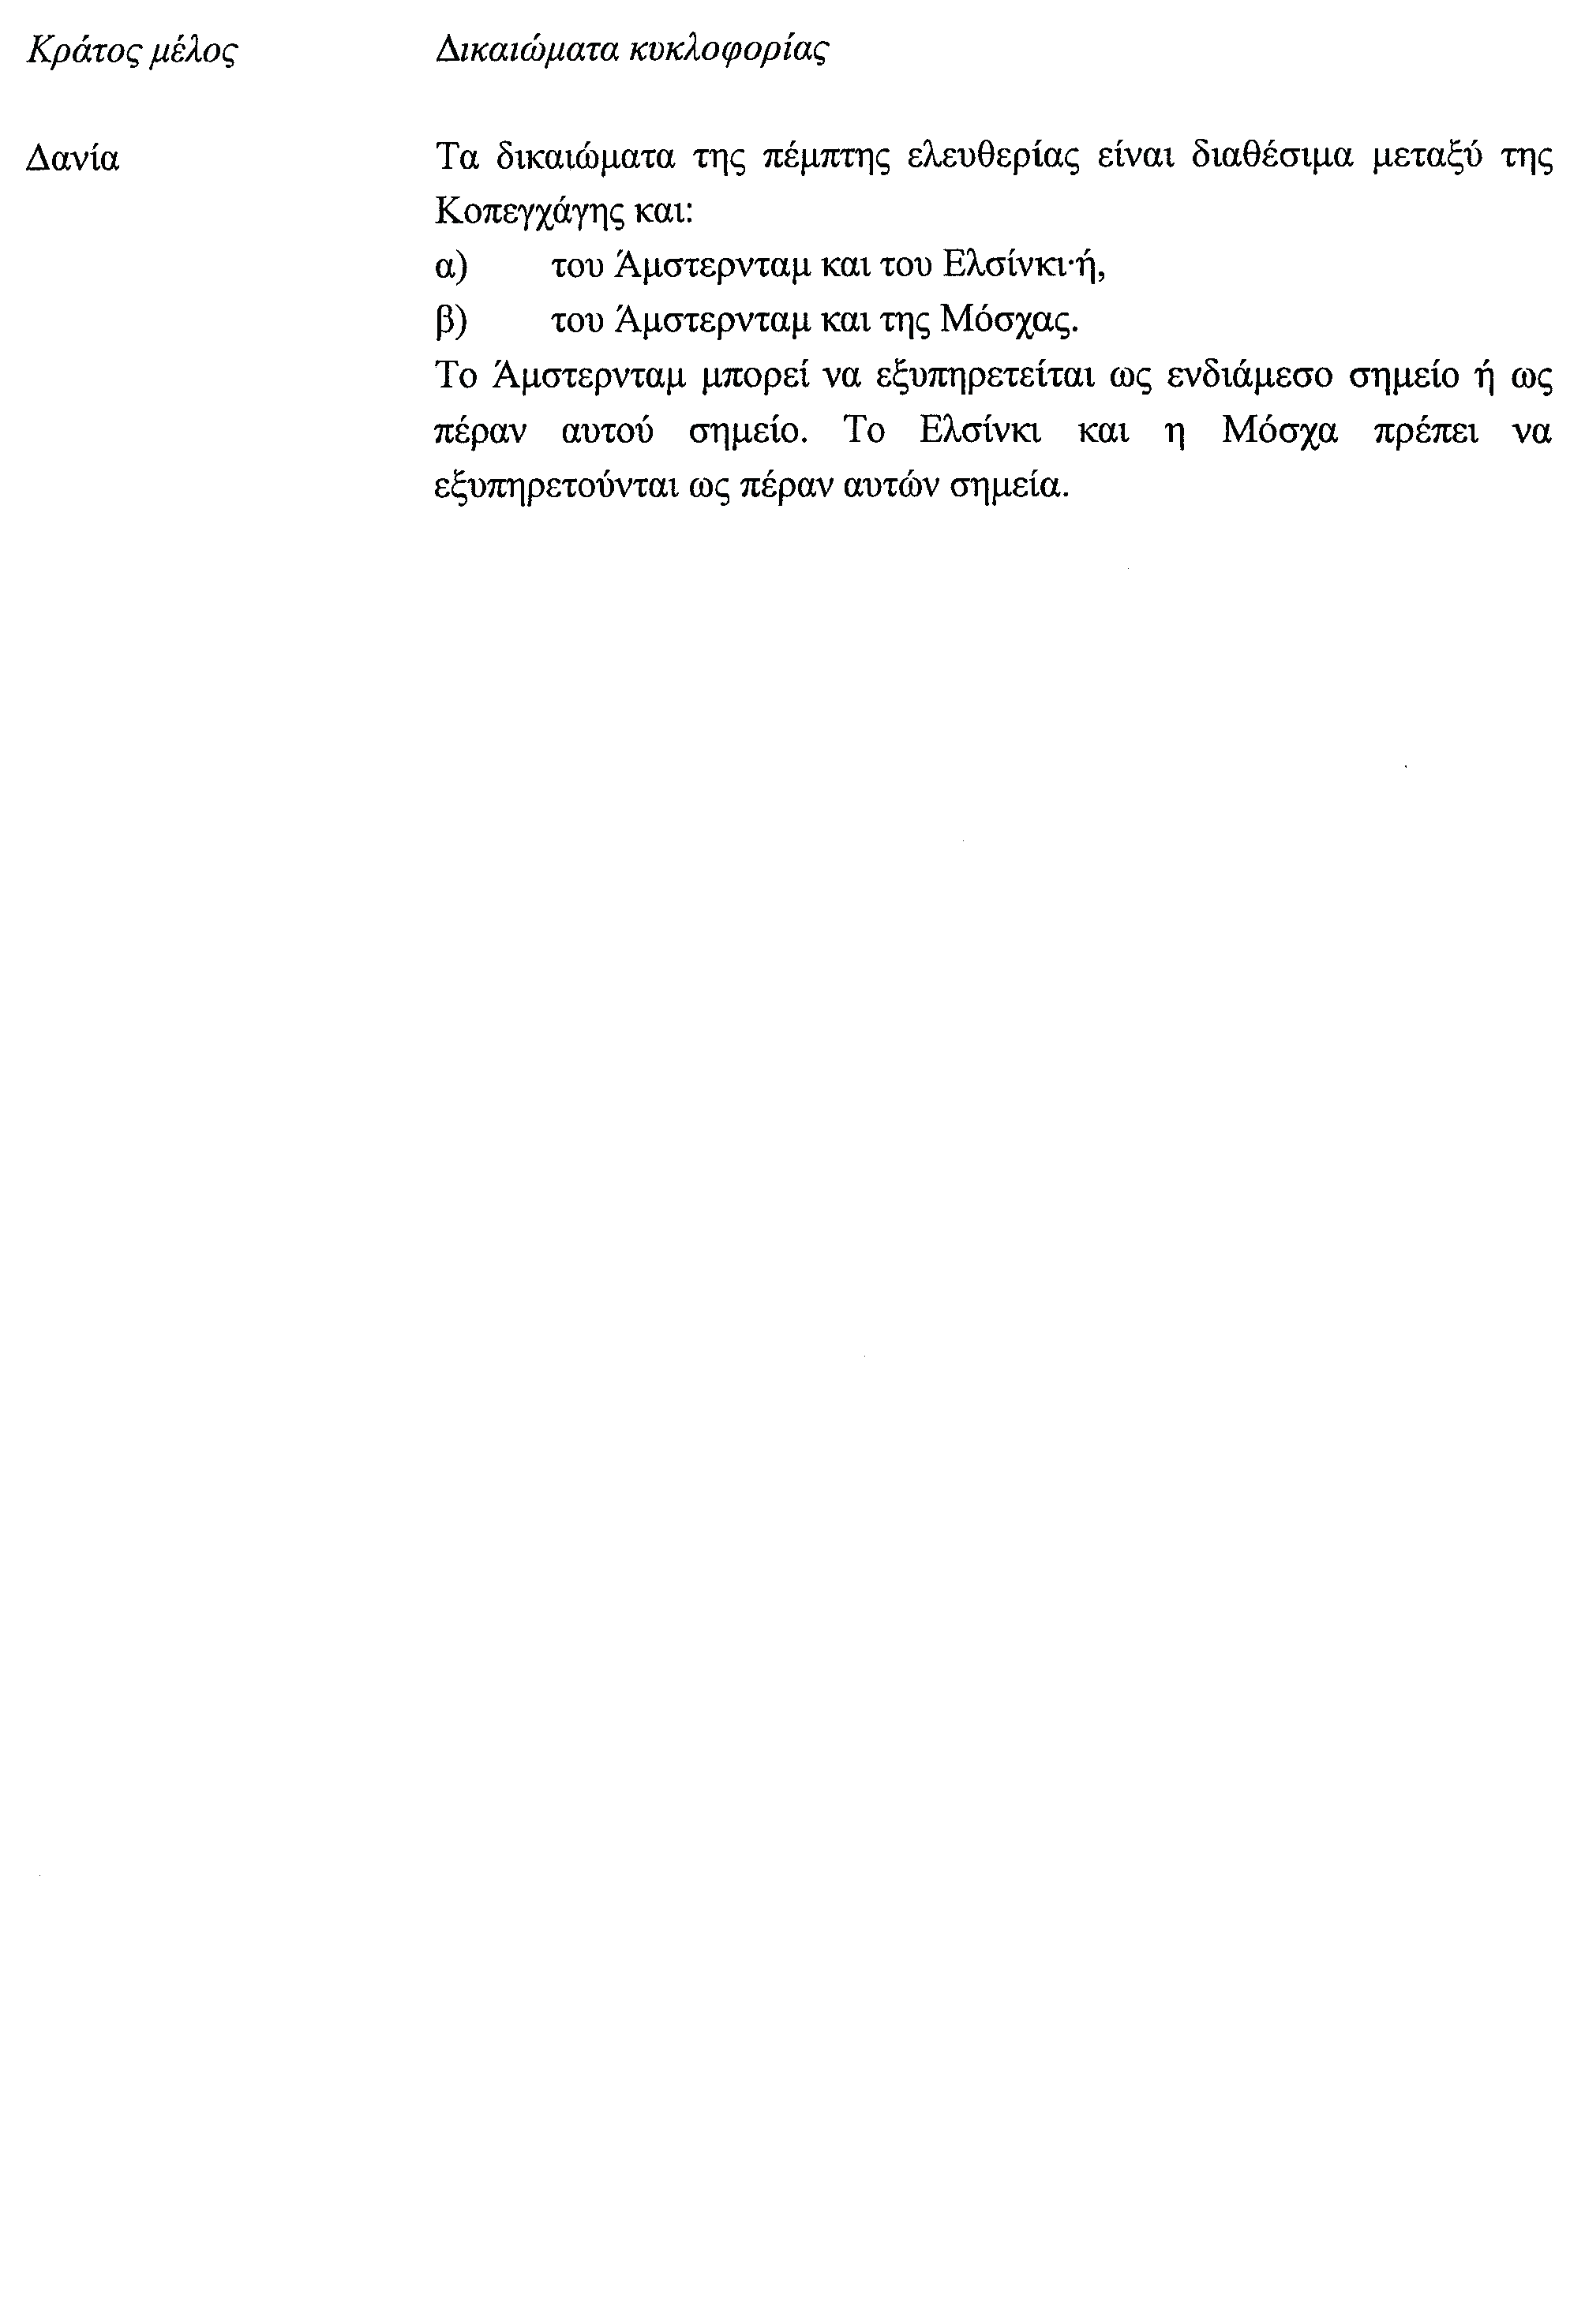 Κράτος μέλος Δικαιώματα κυκλοφορίας
Δανία Τα δικαιώματα της πέμπτης ελευθερίας είναι διαθέσιμα μεταξύ της
Κοπεγχάγης και:
α) του Άμστερνταμ και του Ελσίνκι·ή,
β) του Άμστερνταμ και της Μόσχας.
Το Άμστερνταμ μπορεί να εξυπηρετείται ως ενδιάμεσο σημείο ή ως
πέραν αυτού σημείο. Το Ελσίνκι και η Μόσχα πρέπει να
εξυπηρετούνται ως πέραν αυτών σημεία.